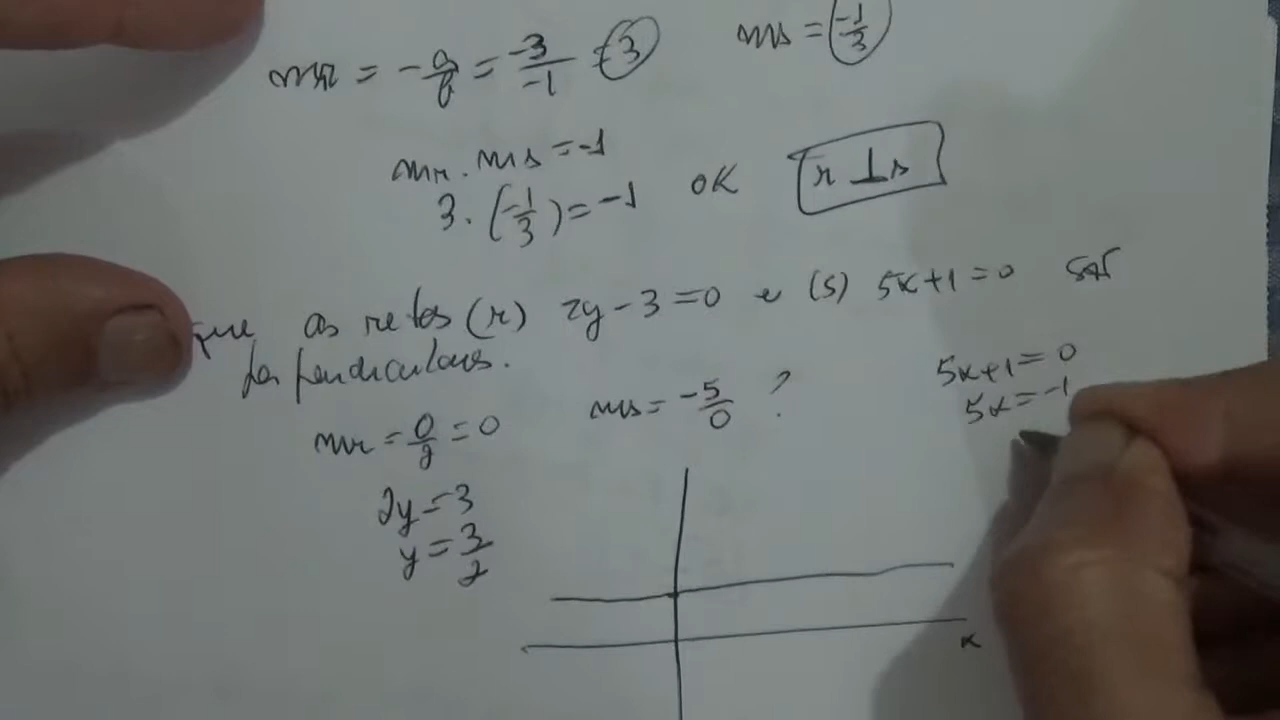 mr = -a/b = -3/-1 = 3
ms = -1/3
mr . ms = -1
3 . (-1/3) = -1 OK
r ⊥ s
que as retas (r) 2y - 3 = 0 e (s) 5x + 1 = 0 são
perpendiculares.
mr = 0/2 = 0
ms = -5/0 ?
5x + 1 = 0
5x = -1
2y = 3
y = 3/2
x